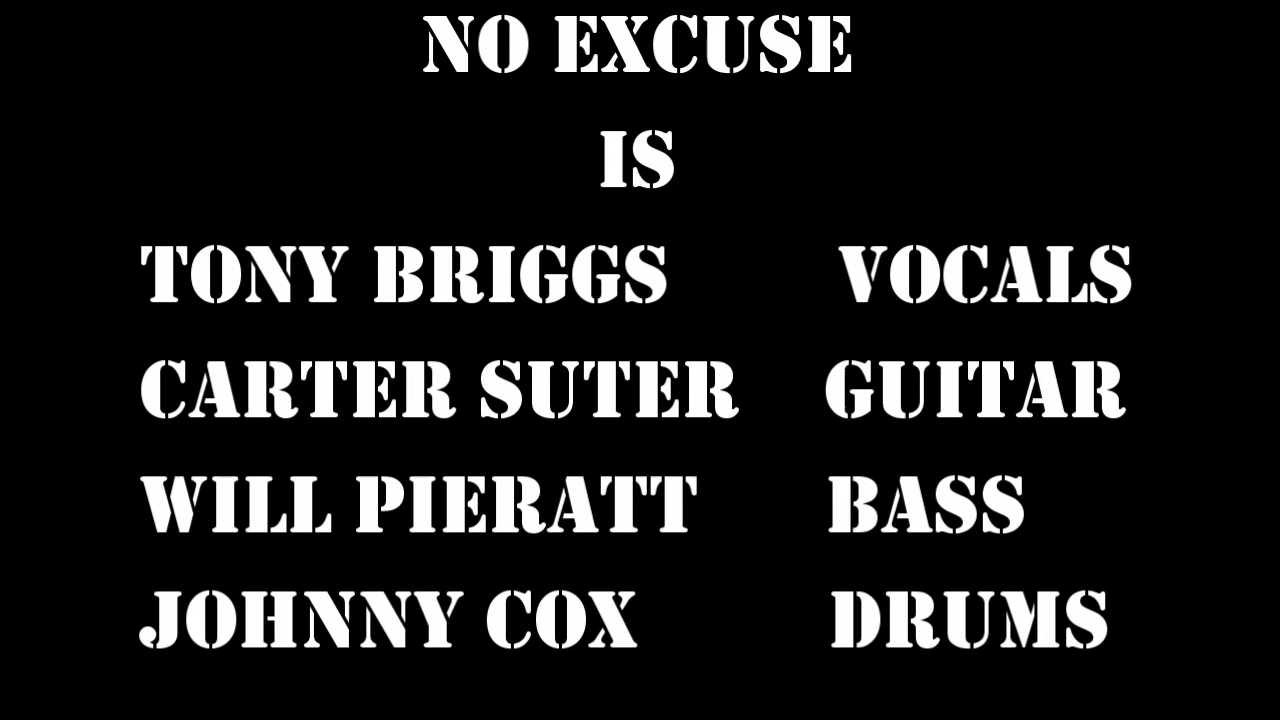 NO EXCUSE
IS
TONY BRIGGS VOCALS
CARTER SUTER GUITAR
WILL PIERATT BASS
JOHNNY COX DRUMS